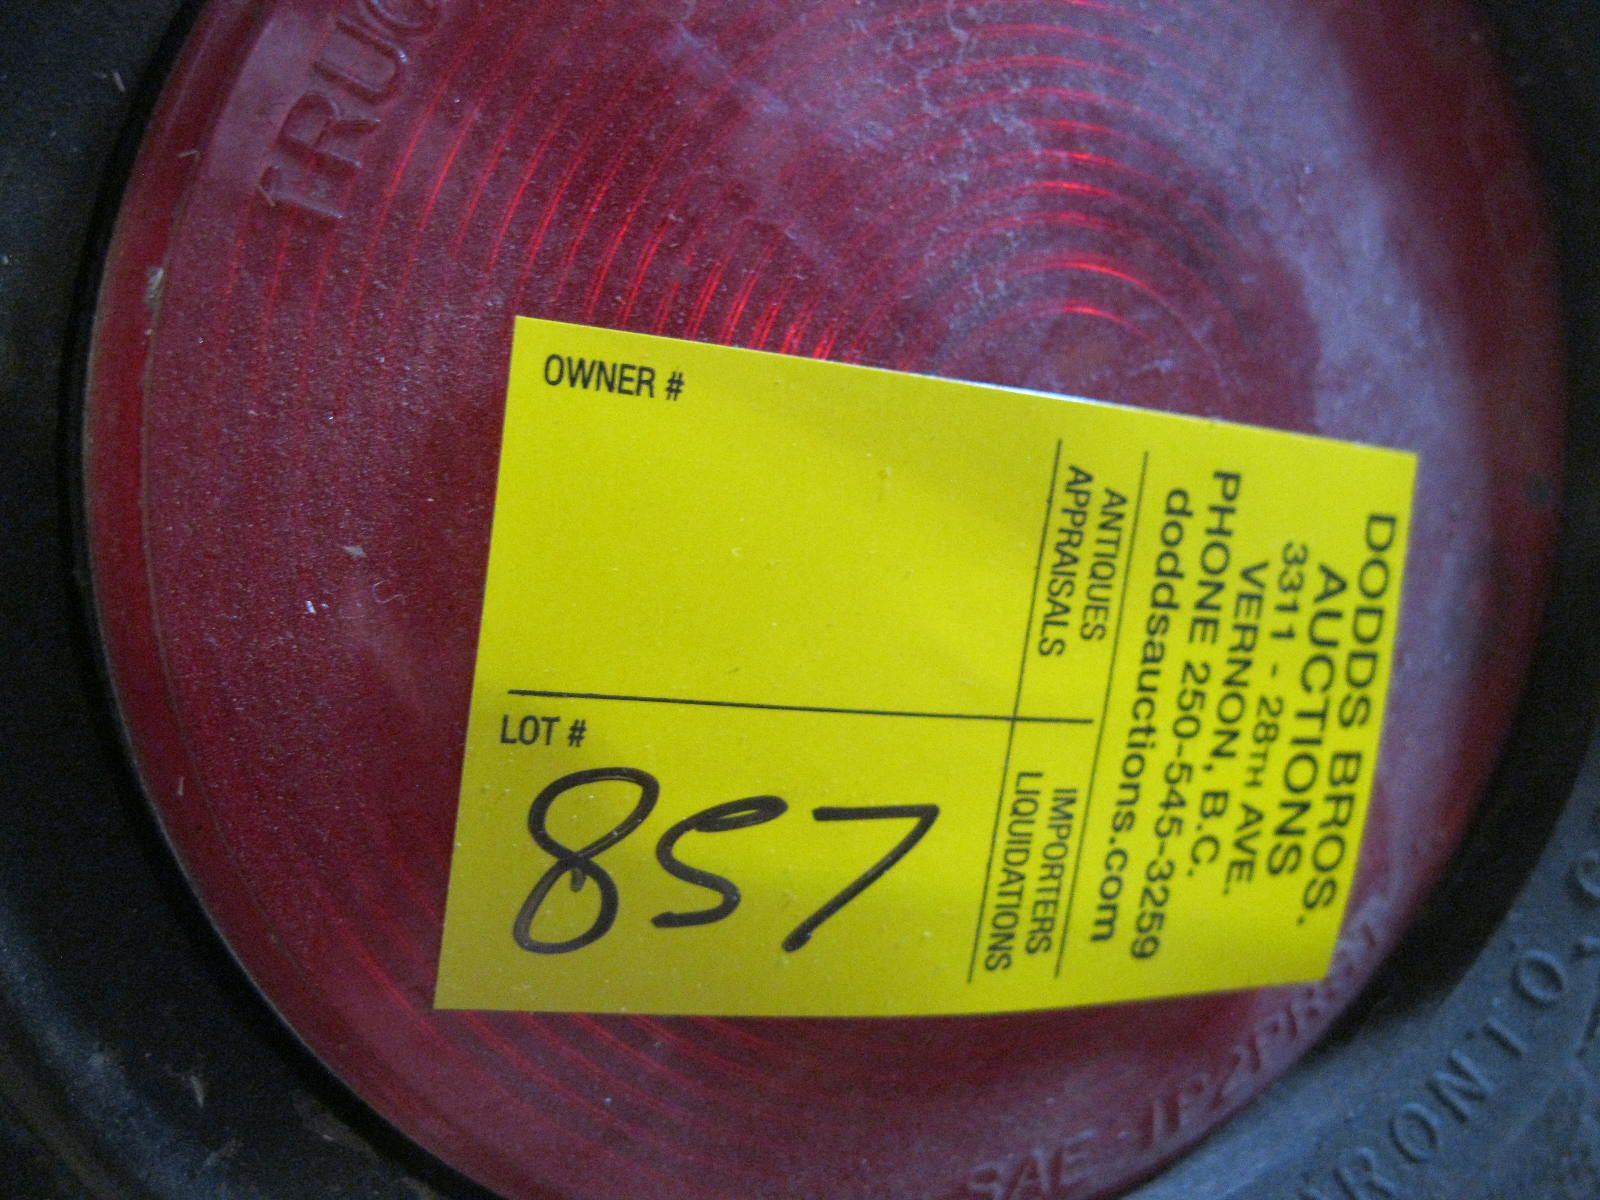 DODDS BROS.
AUCTIONS
3311 - 28TH AVE.
VERNON, B.C.
PHONE 250-545-3259
doddsauctions.com
ANTIQUES
APPRAISALS
IMPORTERS
LIQUIDATIONS
OWNER #
LOT #
857